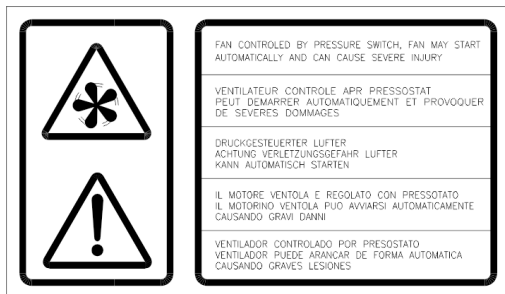 FAN CONTROLED BY PRESSURE SWITCH, FAN MAY START
AUTOMATICALLY AND CAN CAUSE SEVERE INJURY
VENTILATEUR CONTROLE APR PRESSOSTAT
PEUT DEMARRER AUTOMATIQUEMENT ET PROVOQUER
DE SEVERES DOMMAGES
DRUCKGESTEUERTER LUFTER
ACHTUNG VERLETZUNGSGEFAHR LUFTER
KANN AUTOMATISCH STARTEN
IL MOTORE VENTOLA E REGOLATO CON PRESSOTATO
IL MOTORINO VENTOLA PUO AVVIARSI AUTOMATICAMENTE
CAUSANDO GRAVI DANNI
VENTILADOR CONTROLADO POR PRESOSTATO
VENTILADOR PUEDE ARANCAR DE FORMA AUTOMATICA
CAUSANDO GRAVES LESIONES